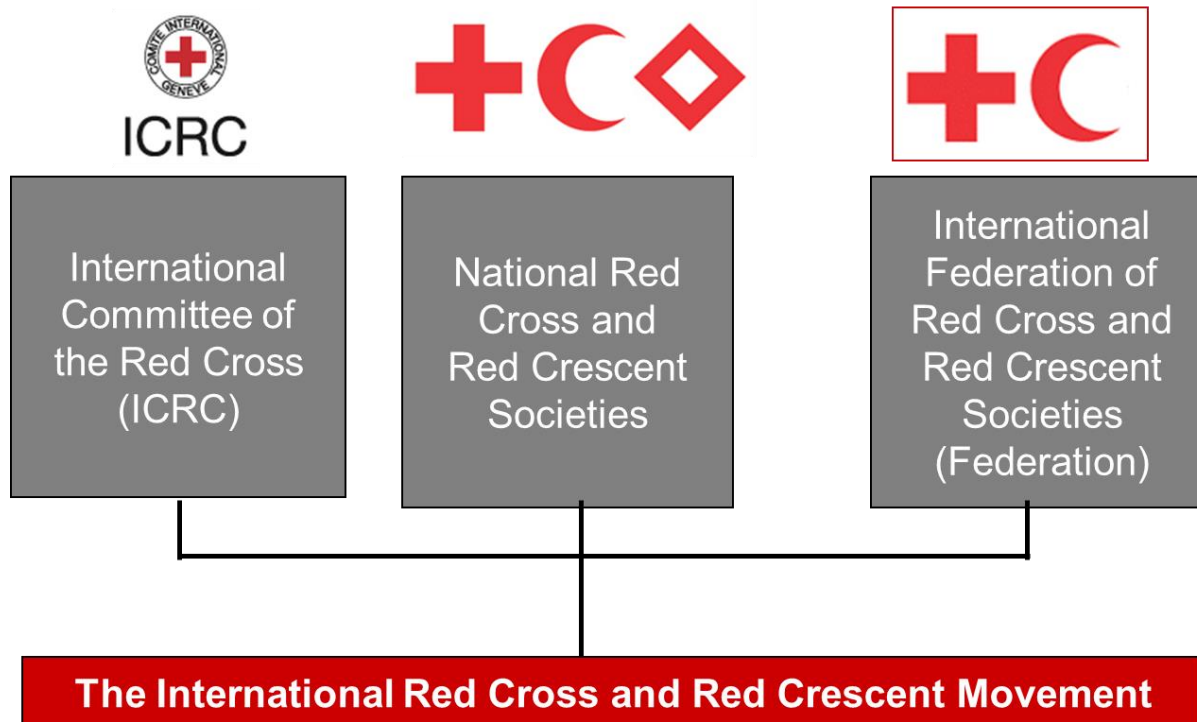 COMITE INTERNATIONAL
GENEVE
ICRC
International
Committee of
the Red Cross
(ICRC)
National Red
Cross and
Red Crescent
Societies
International
Federation of
Red Cross and
Red Crescent
Societies
(Federation)
The International Red Cross and Red Crescent Movement